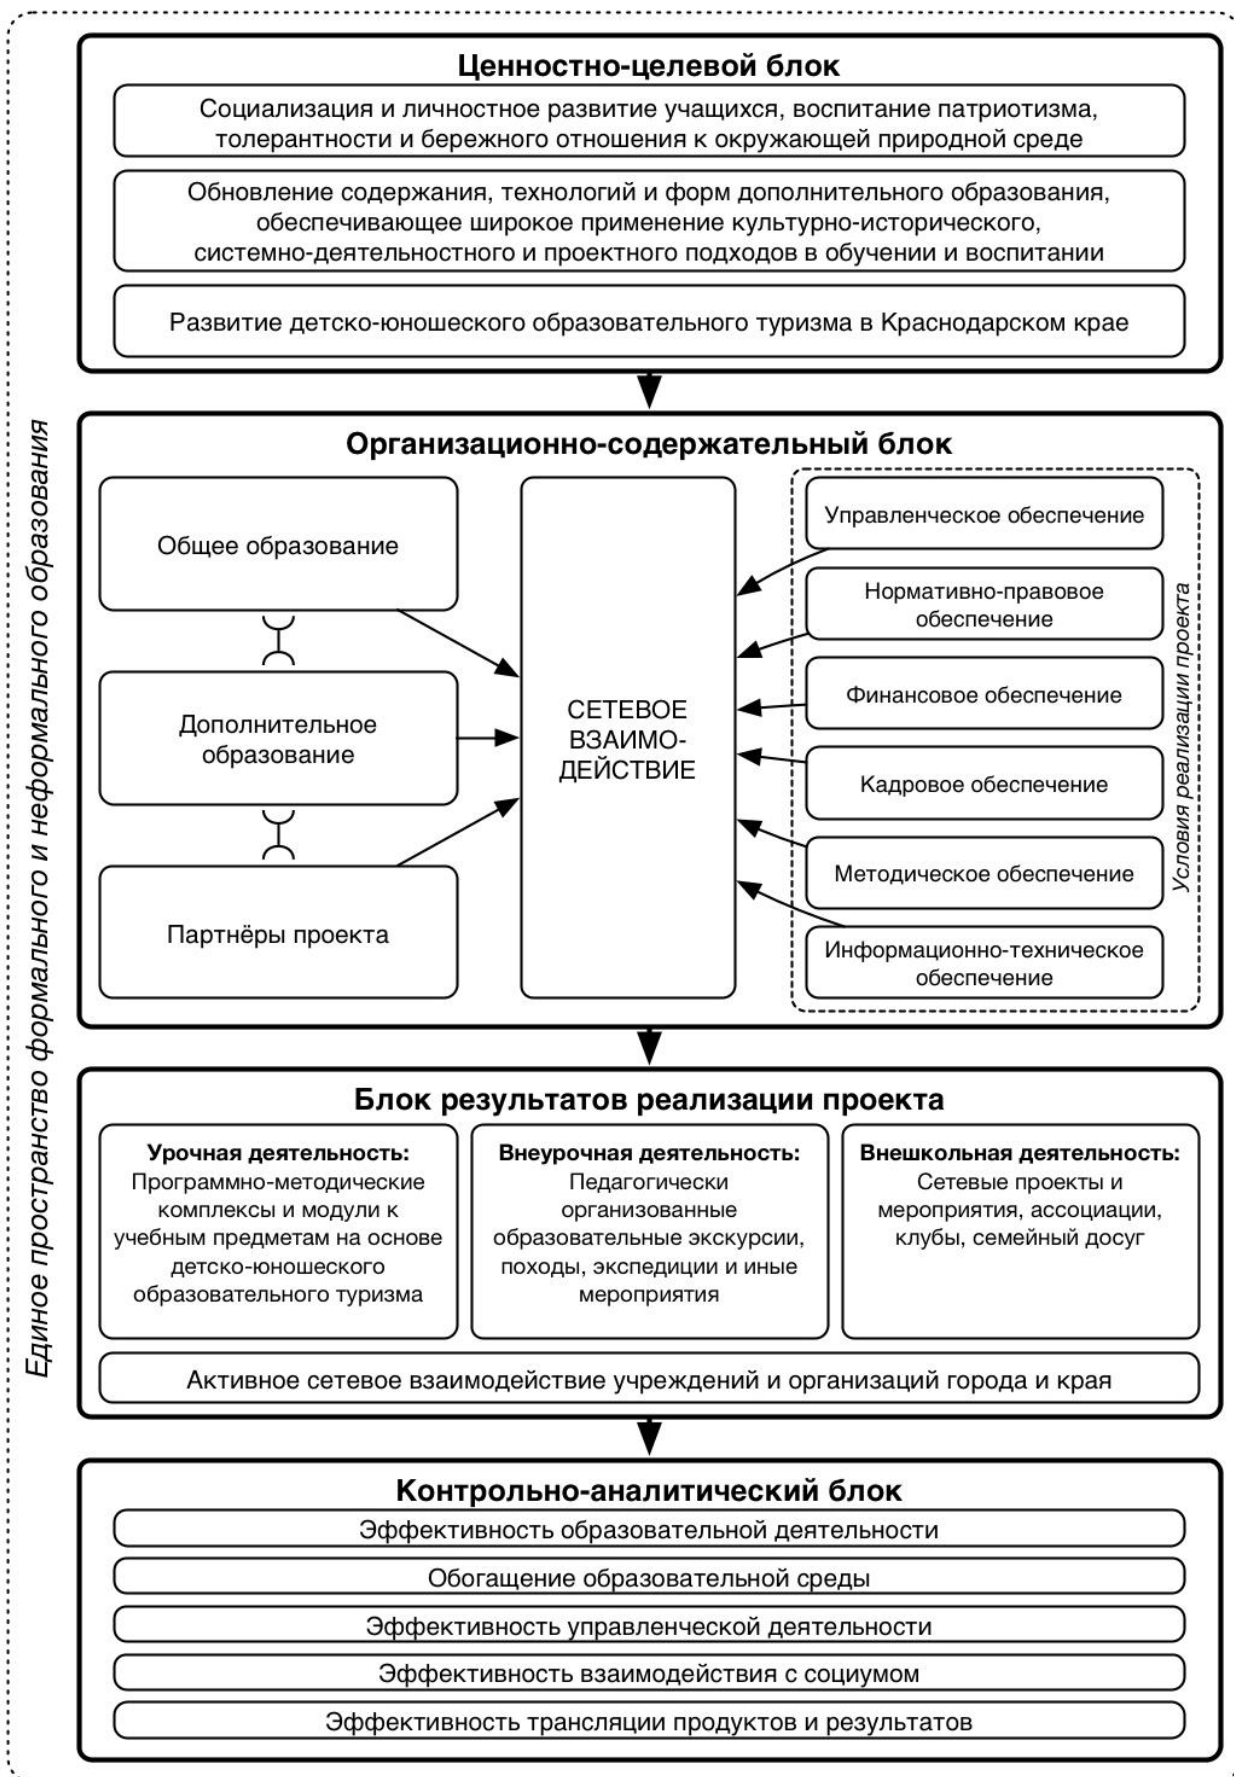 Ценностно-целевой блок
Социализация и личностное развитие учащихся, воспитание патриотизма,
толерантности и бережного отношения к окружающей природной среде
Обновление содержания, технологий и форм дополнительного образования,
обеспечивающее широкое применение культурно-исторического,
системно-деятельностного и проектного подходов в обучении и воспитании
Развитие детско-юношеского образовательного туризма в Краснодарском крае
Единое пространство формального и неформального образования
Организационно-содержательный блок
Общее образование
Дополнительное
образование
Партнёры проекта
СЕТЕВОЕ
ВЗАИМО-
ДЕЙСТВИЕ
Управленческое обеспечение
Нормативно-правовое
обеспечение
Финансовое обеспечение
Кадровое обеспечение
Методическое обеспечение
Информационно-техническое
обеспечение
Условия реализации проекта
Блок результатов реализации проекта
Урочная деятельность:
Программно-методические
комплексы и модули к
учебным предметам на основе
детско-юношеского
образовательного туризма
Внеурочная деятельность:
Педагогически
организованные
образовательные экскурсии,
походы, экспедиции и иные
мероприятия
Внешкольная деятельность:
Сетевые проекты и
мероприятия, ассоциации,
клубы, семейный досуг
Активное сетевое взаимодействие учреждений и организаций города и края
Контрольно-аналитический блок
Эффективность образовательной деятельности
Обогащение образовательной среды
Эффективность управленческой деятельности
Эффективность взаимодействия с социумом
Эффективность трансляции продуктов и результатов